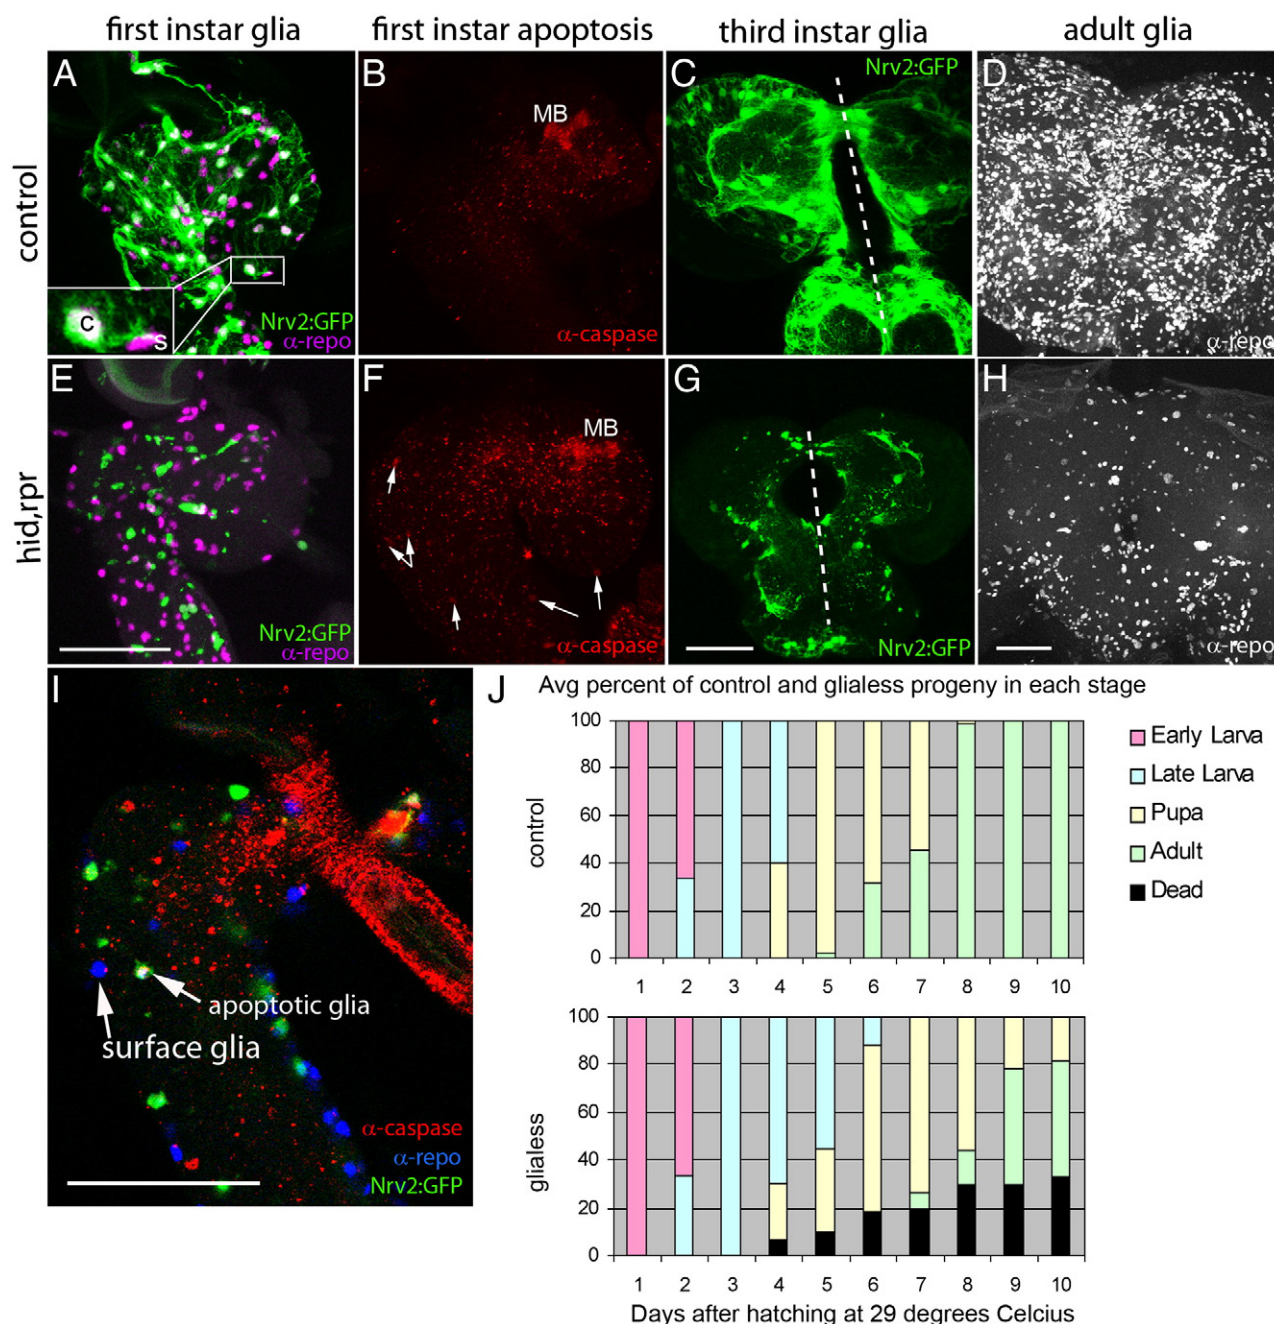 first instar glia first instar apoptosis third instar glia adult glia
control
A
c
s
Nrv2:GFP
α-repo
B
MB
α-caspase
C
Nrv2:GFP
D
α-repo
hid,rpr
E
Nrv2:GFP
α-repo
F
MB
α-caspase
G
Nrv2:GFP
H
α-repo
I
apoptotic glia
surface glia
α-caspase
α-repo
Nrv2:GFP
J Avg percent of control and glialess progeny in each stage
control
100
80
60
40
20
0
1 2 3 4 5 6 7 8 9 10
Early Larva
Late Larva
Pupa
Adult
Dead
glialess
100
80
60
40
20
0
1 2 3 4 5 6 7 8 9 10
Days after hatching at 29 degrees Celcius